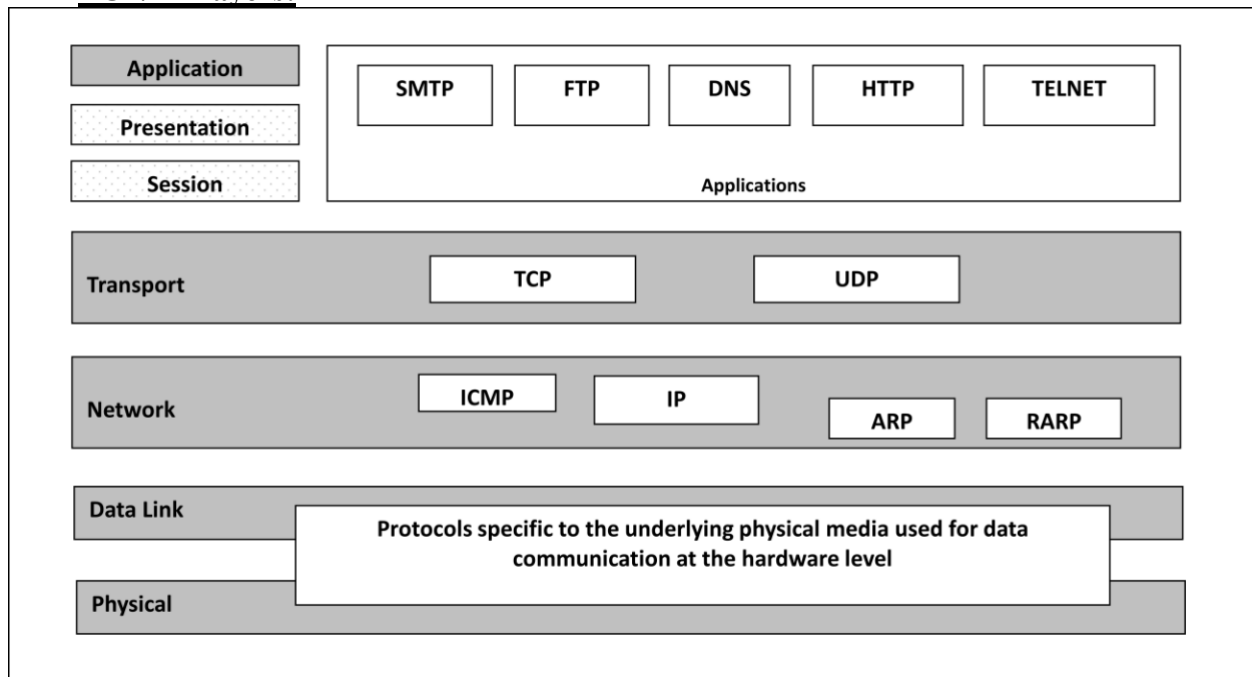 Application
SMTP FTP DNS HTTP TELNET
Presentation
Session
Applications
Transport
TCP UDP
Network
ICMP IP
ARP RARP
Data Link
Protocols specific to the underlying physical media used for data
communication at the hardware level
Physical